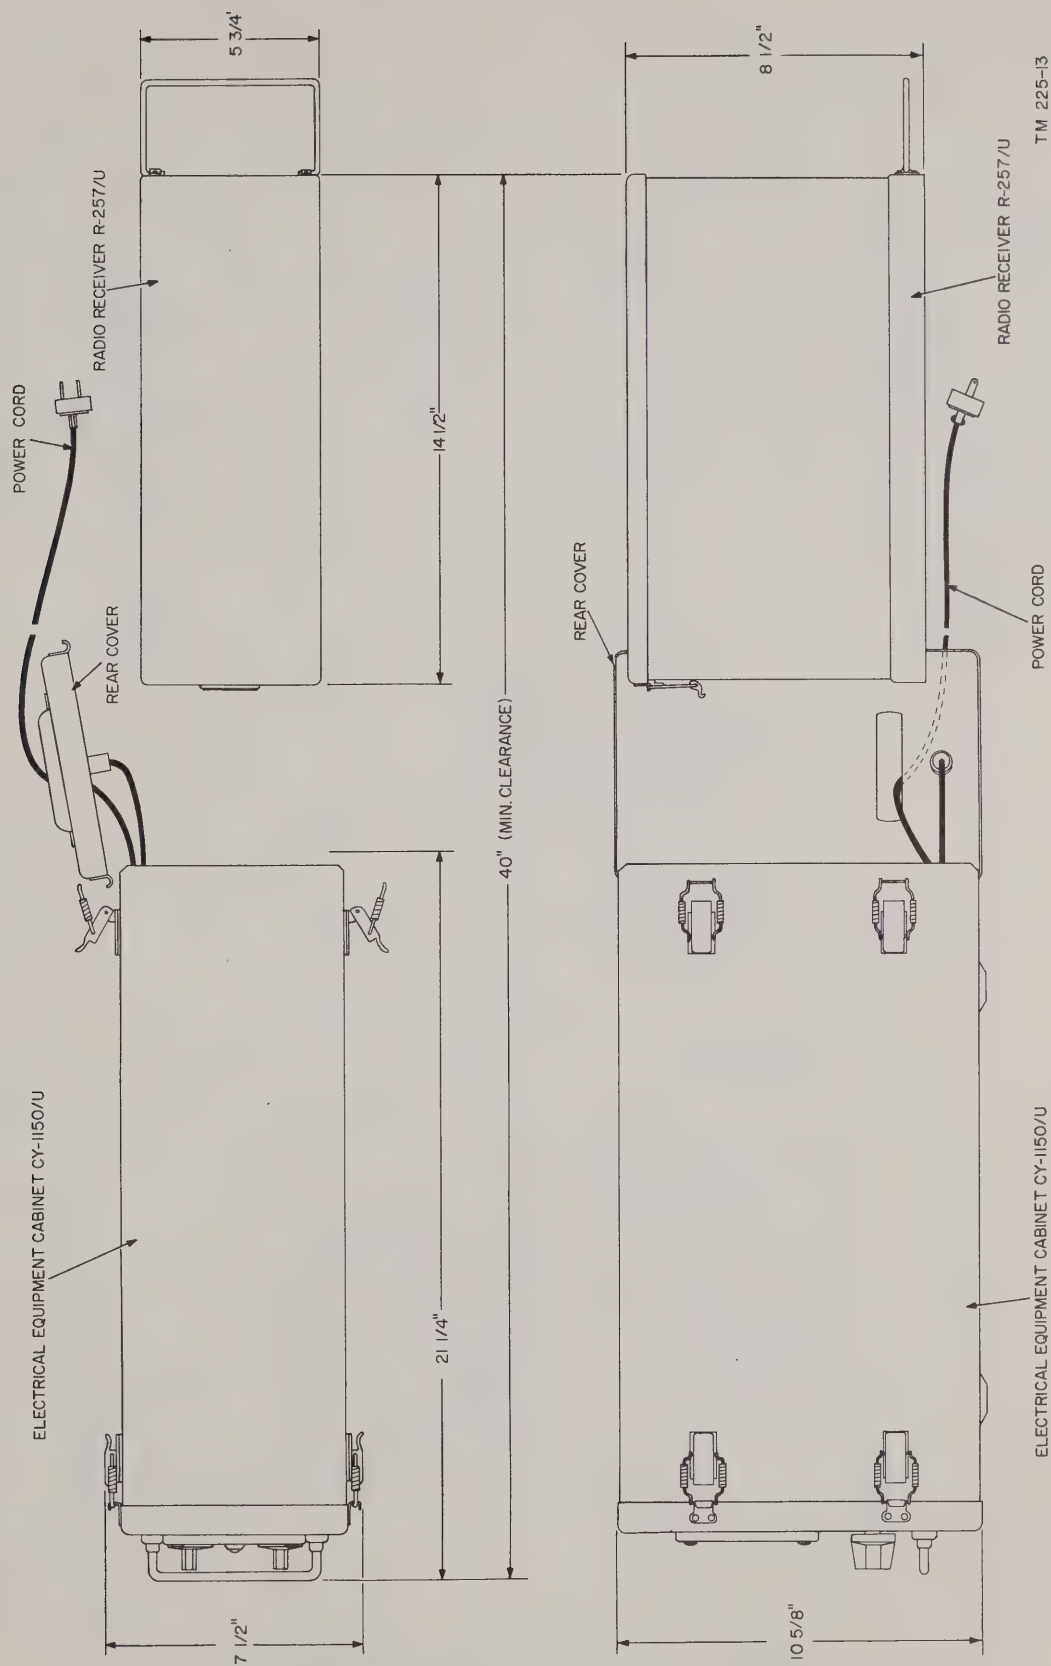 POWER CORD
RADIO RECEIVER R-257/U
5 3/4'
REAR COVER
14 1/2"
ELECTRICAL EQUIPMENT CABINET CY-1150/U
40" (MIN. CLEARANCE)
21 1/4"
7 1/2"
8 1/2"
REAR COVER
RADIO RECEIVER R-257/U
POWER CORD
ELECTRICAL EQUIPMENT CABINET CY-1150/U
10 5/8"
TM 225-13